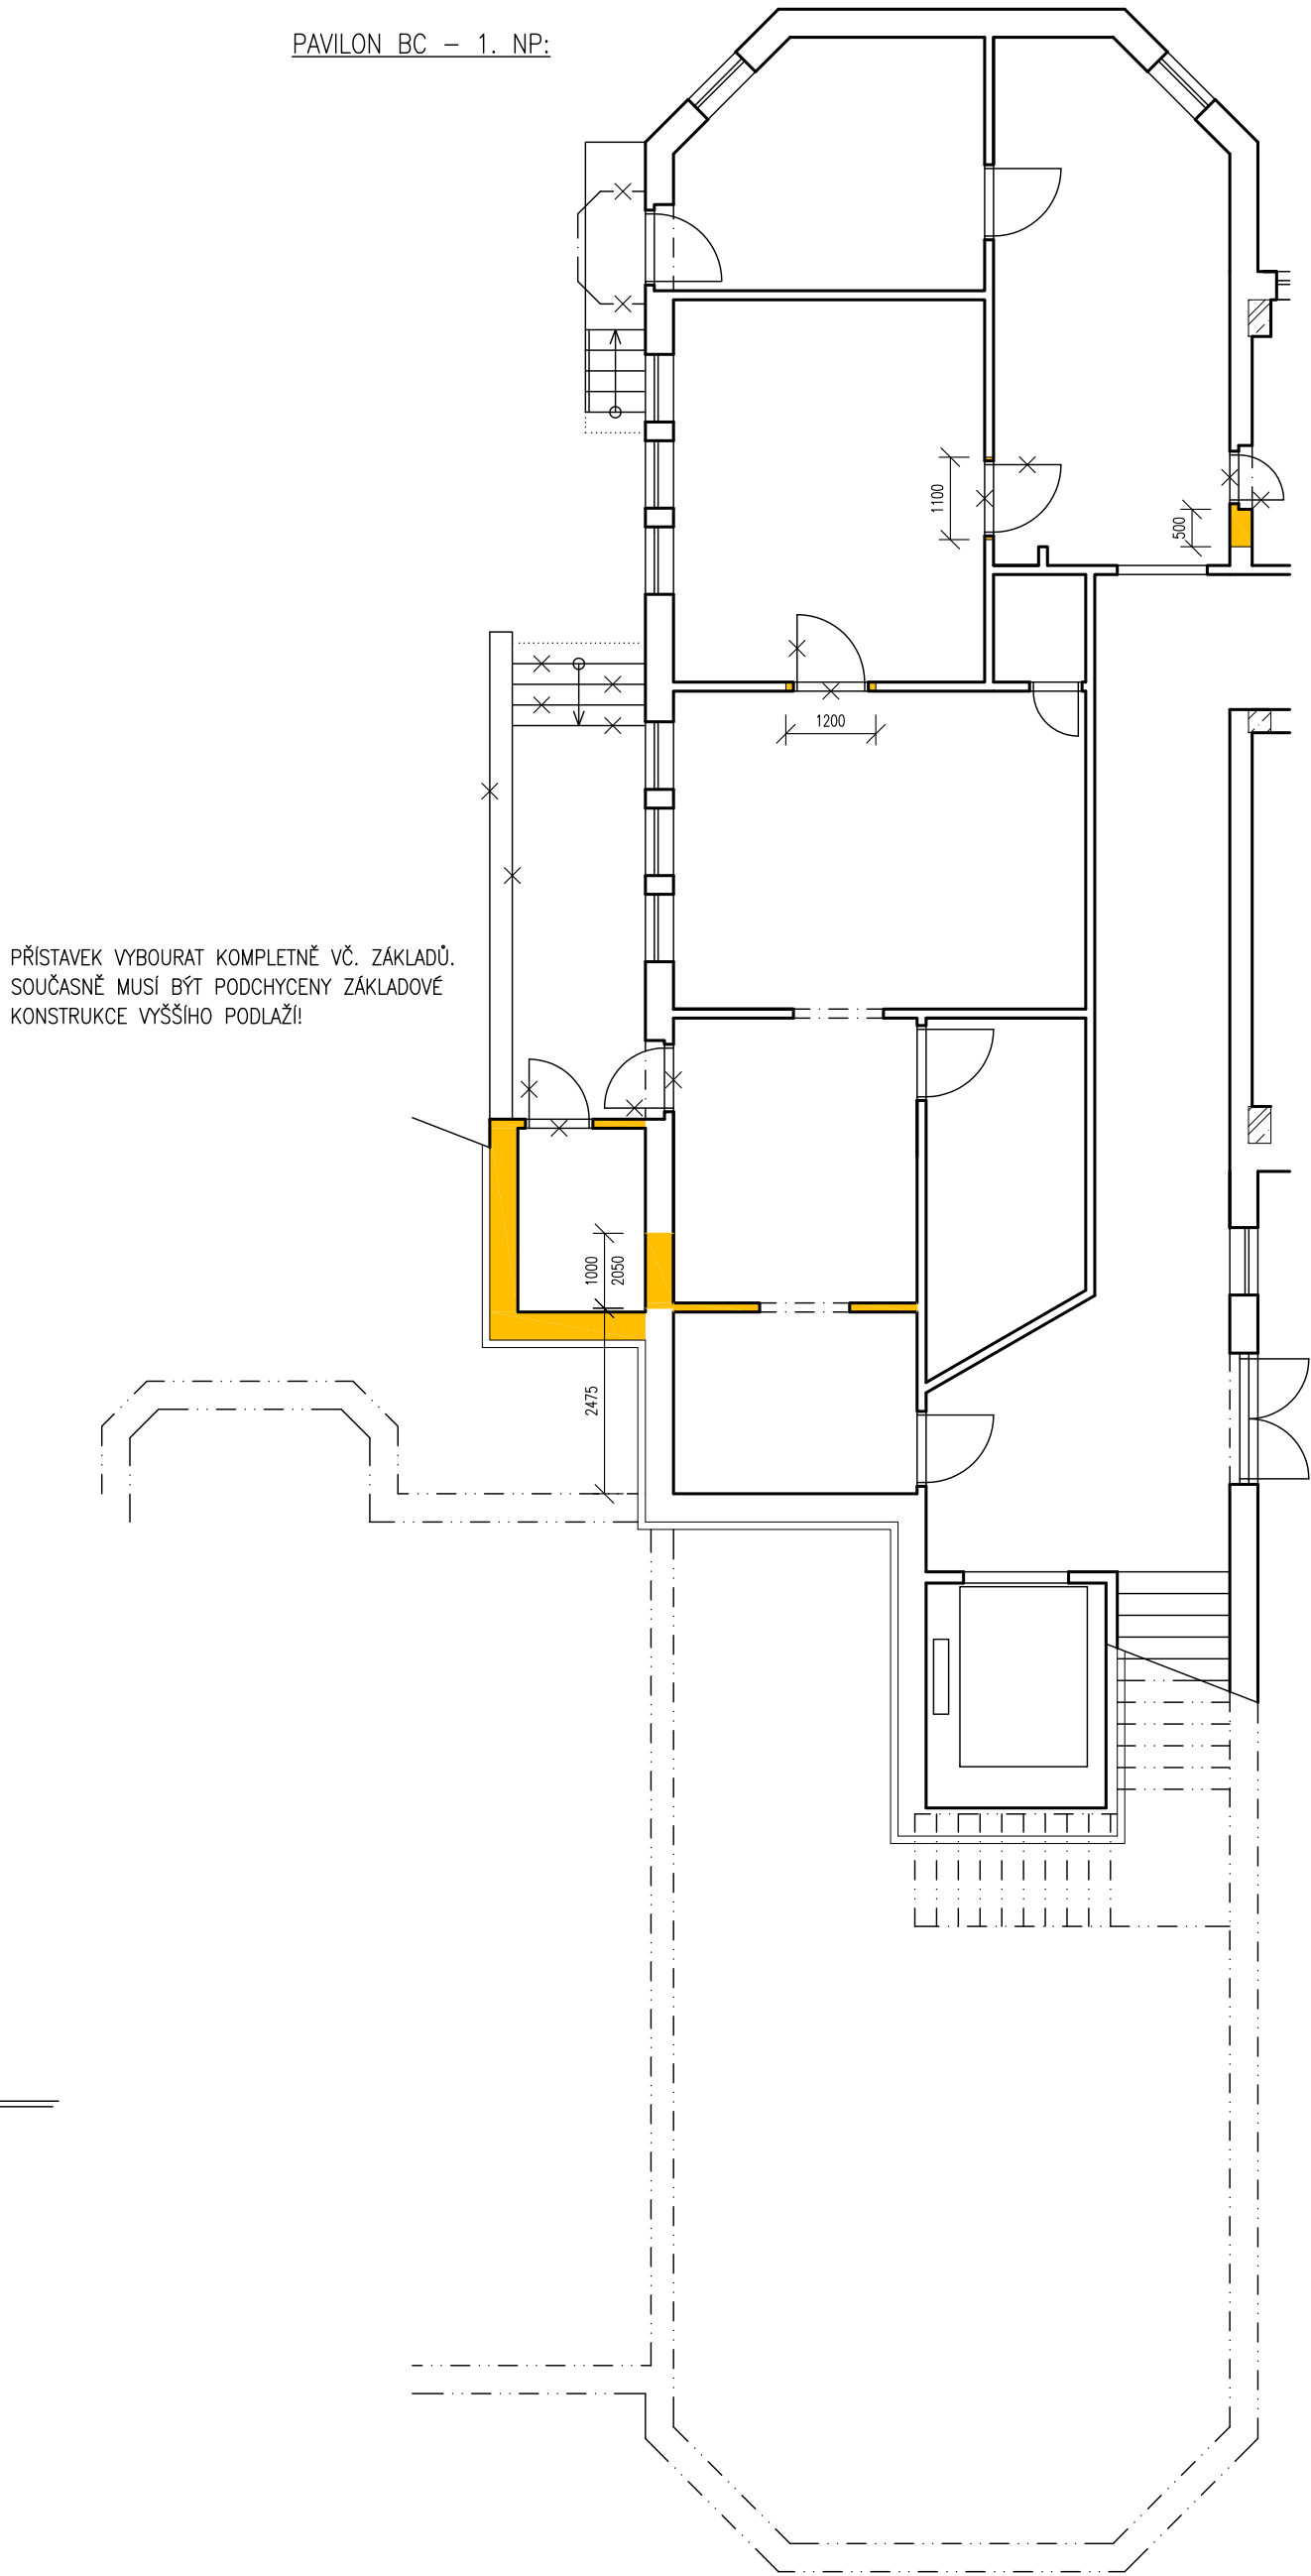 PAVILON BC – 1. NP:
1100
500
1200
PŘÍSTAVEK VYBOURAT KOMPLETNĚ VČ. ZÁKLADŮ.
SOUČASNĚ MUSÍ BÝT PODCHYCENY ZÁKLADOVÉ
KONSTRUKCE VYŠŠÍHO PODLAŽÍ!
1000
2050
2475